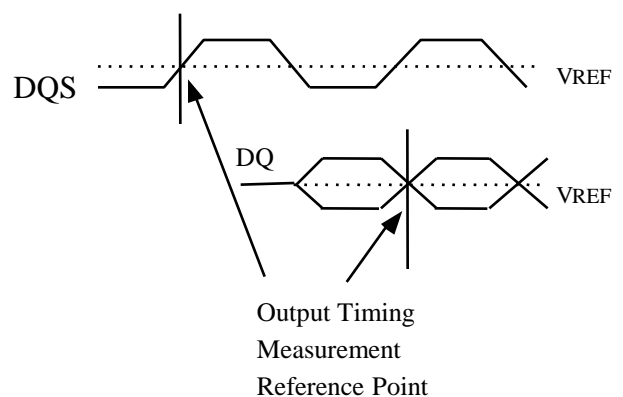 DQS
VREF
DQ
VREF
Output Timing
Measurement
Reference Point